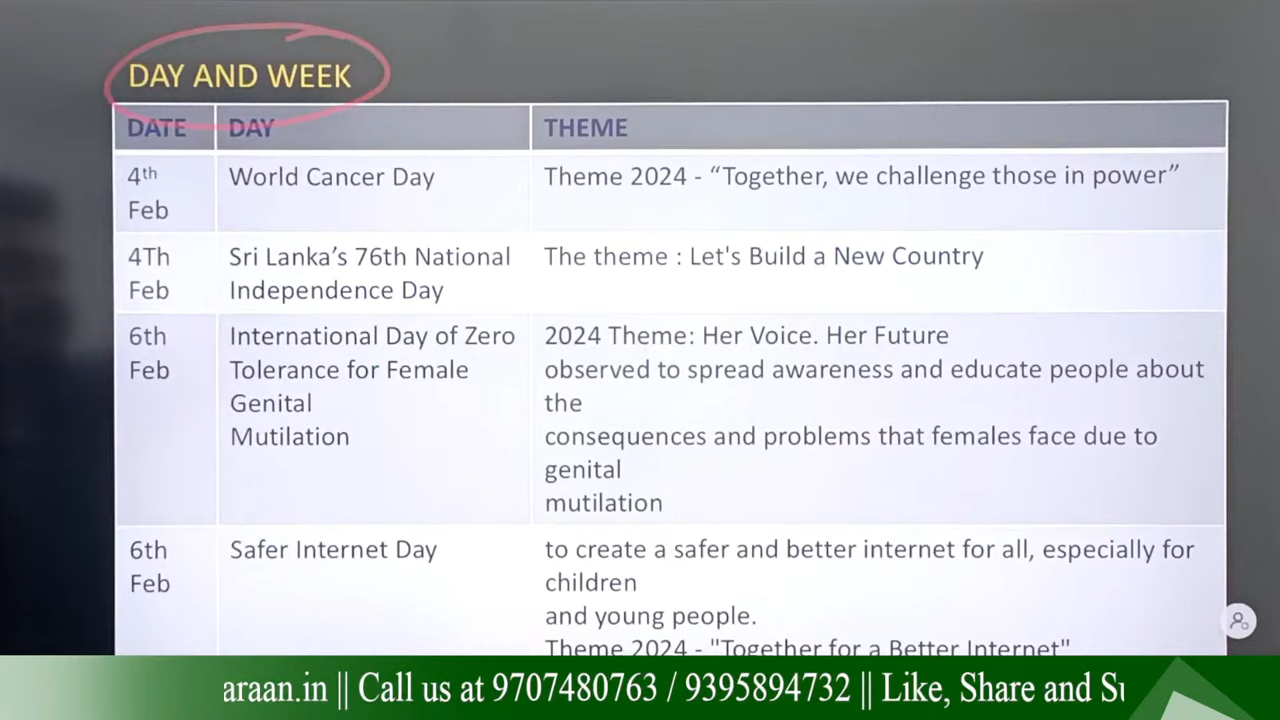 DAY AND WEEK
DATE DAY THEME
4th Feb World Cancer Day Theme 2024 - “Together, we challenge those in power”
4Th Feb Sri Lanka’s 76th National Independence Day The theme : Let's Build a New Country
6th International Day of Zero 2024 Theme: Her Voice. Her Future
Feb Tolerance for Female observed to spread awareness and educate people about
Genital the
Mutilation consequences and problems that females face due to
genital
mutilation
6th Safer Internet Day to create a safer and better internet for all, especially for
Feb children
and young people.
Theme 2024 - "Together for a Better Internet"
araan.in || Call us at 9707480763 / 9395894732 || Like, Share and Su